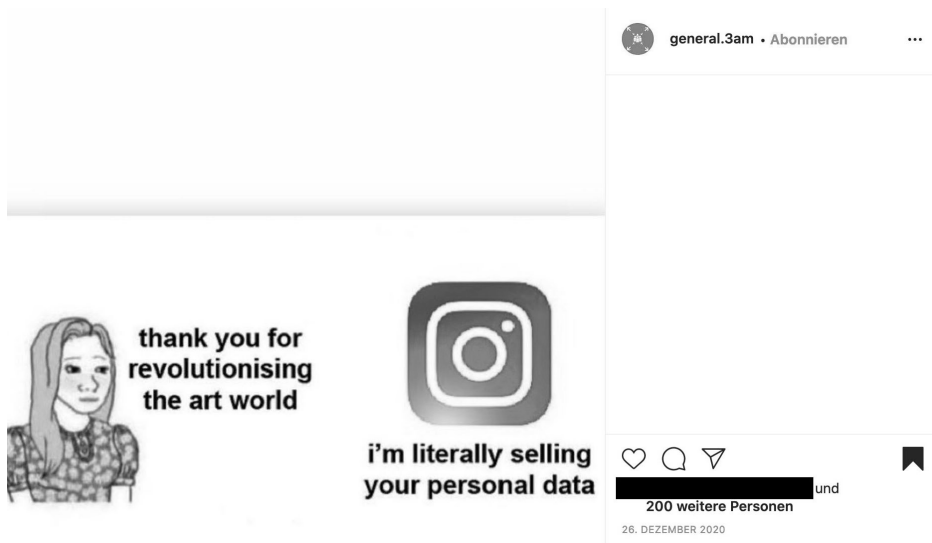 thank you for
revolutionising
the art world
i'm literally selling
your personal data
general.3am • Abonnieren
und
200 weitere Personen
26. DEZEMBER 2020